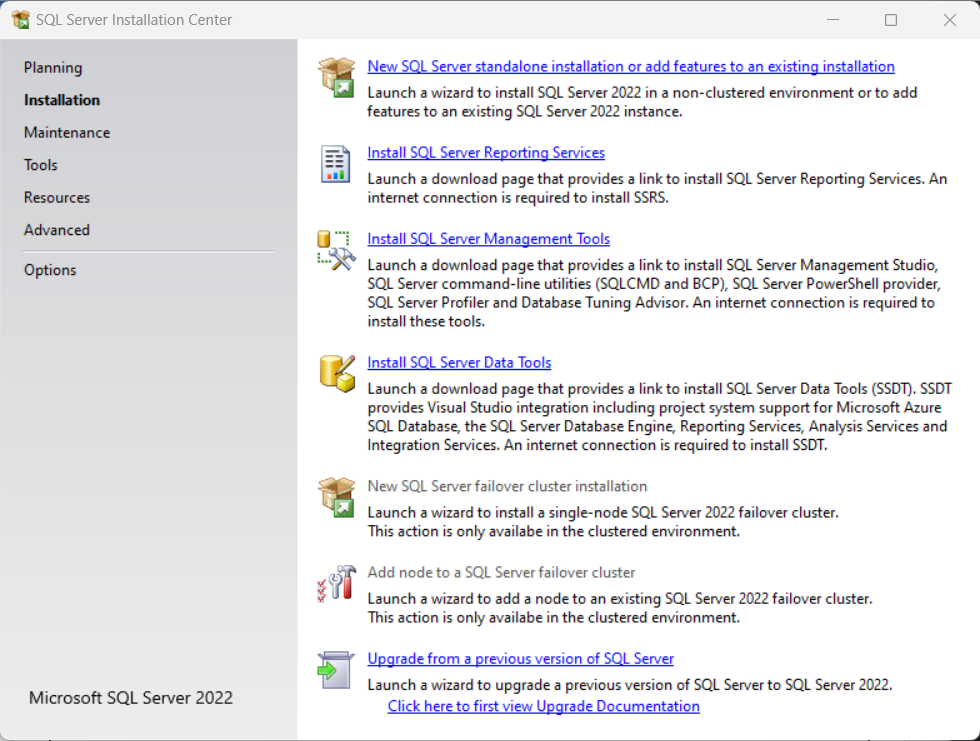 SQL Server Installation Center
Planning
Installation
Maintenance
Tools
Resources
Advanced
Options
Microsoft SQL Server 2022
New SQL Server standalone installation or add features to an existing installation
Launch a wizard to install SQL Server 2022 in a non-clustered environment or to add
features to an existing SQL Server 2022 instance.
Install SQL Server Reporting Services
Launch a download page that provides a link to install SQL Server Reporting Services. An
internet connection is required to install SSRS.
Install SQL Server Management Tools
Launch a download page that provides a link to install SQL Server Management Studio,
SQL Server command-line utilities (SQLCMD and BCP), SQL Server PowerShell provider,
SQL Server Profiler and Database Tuning Advisor. An internet connection is required to
install these tools.
Install SQL Server Data Tools
Launch a download page that provides a link to install SQL Server Data Tools (SSDT). SSDT
provides Visual Studio integration including project system support for Microsoft Azure
SQL Database, the SQL Server Database Engine, Reporting Services, Analysis Services and
Integration Services. An internet connection is required to install SSDT.
New SQL Server failover cluster installation
Launch a wizard to install a single-node SQL Server 2022 failover cluster.
This action is only availabe in the clustered environment.
Add node to a SQL Server failover cluster
Launch a wizard to add a node to an existing SQL Server 2022 failover cluster.
This action is only availabe in the clustered environment.
Upgrade from a previous version of SQL Server
Launch a wizard to upgrade a previous version of SQL Server to SQL Server 2022.
Click here to first view Upgrade Documentation